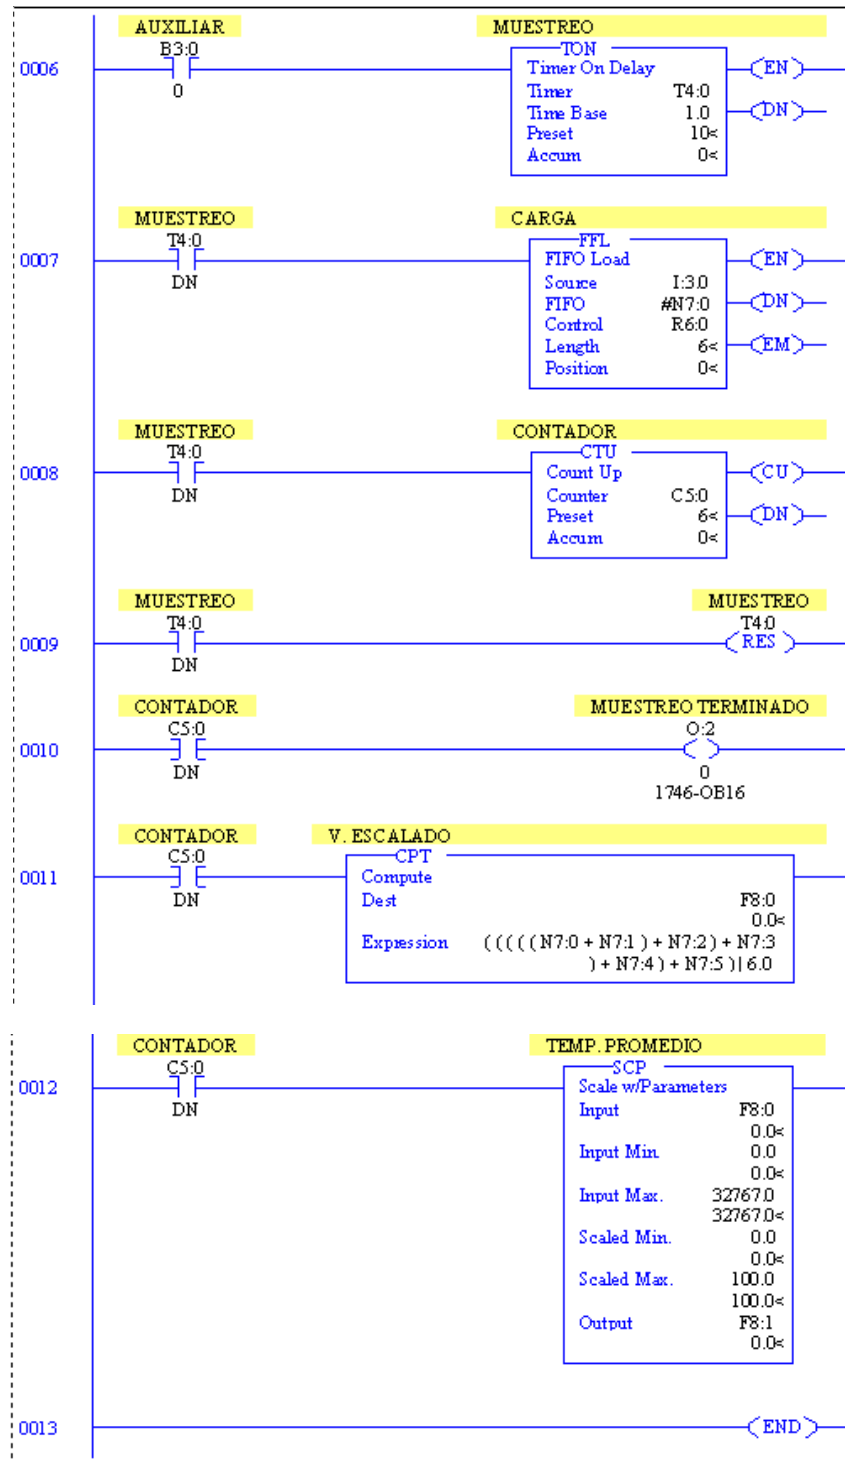 AUXILIAR MUESTREO
B3:0 TON
0006 Timer On Delay EN
0 Timer T4:0
Time Base 1.0 DN
Preset 10<
Accum 0<
MUESTREO CARGA
T4:0 FFL
0007 FIFO Load EN
DN Source I:3.0
FIFO #N7:0 DN
Control R6:0
Length 6< EM
Position 0<
MUESTREO CONTADOR
T4:0 CTU
0008 Count Up CU
DN Counter C5:0
Preset 6< DN
Accum 0<
MUESTREO MUESTREO
T4:0 T4:0
0009 RES
DN
CONTADOR MUESTREO TERMINADO
C5:0 O:2
0010
DN 0
1746-OB16
CONTADOR V. ESCALADO
C5:0 CPT
0011 Compute
DN Dest F8:0
0.0<
Expression ( ( ( ( ( N7:0 + N7:1 ) + N7:2 ) + N7:3
) + N7:4 ) + N7:5 ) | 6.0
CONTADOR TEMP. PROMEDIO
C5:0 SCP
0012 Scale w/Parameters
DN Input F8:0
0.0<
Input Min. 0.0
0.0<
Input Max. 32767.0
32767.0<
Scaled Min. 0.0
0.0<
Scaled Max. 100.0
100.0<
Output F8:1
0.0<
0013 END